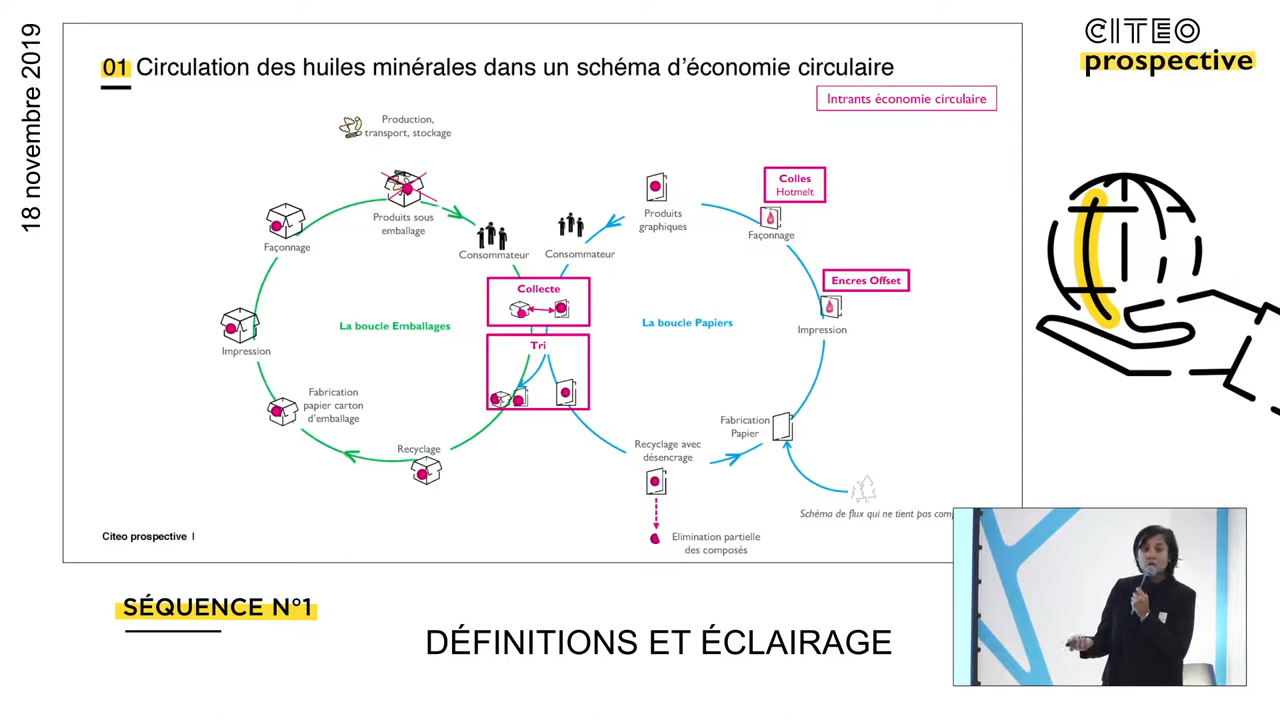 18 novembre 2019
CITEO
prospective
01 Circulation des huiles minérales dans un schéma d'économie circulaire
Intrants économie circulaire
Production,
transport, stockage
Produits sous
emballage
Façonnage
Consommateur
Consommateur
Produits
graphiques
Colles
Hotmelt
Façonnage
Collecte
Encres Offset
La boucle Emballages
La boucle Papiers
Impression
Impression
Tri
Fabrication
papier carton
d'emballage
Fabrication
Papier
Recyclage
Recyclage avec
désencrage
Schéma de flux qui ne tient pas
Elimination partielle
des composés
Citeo prospective |
SÉQUENCE N°1
DÉFINITIONS ET ÉCLAIRAGE